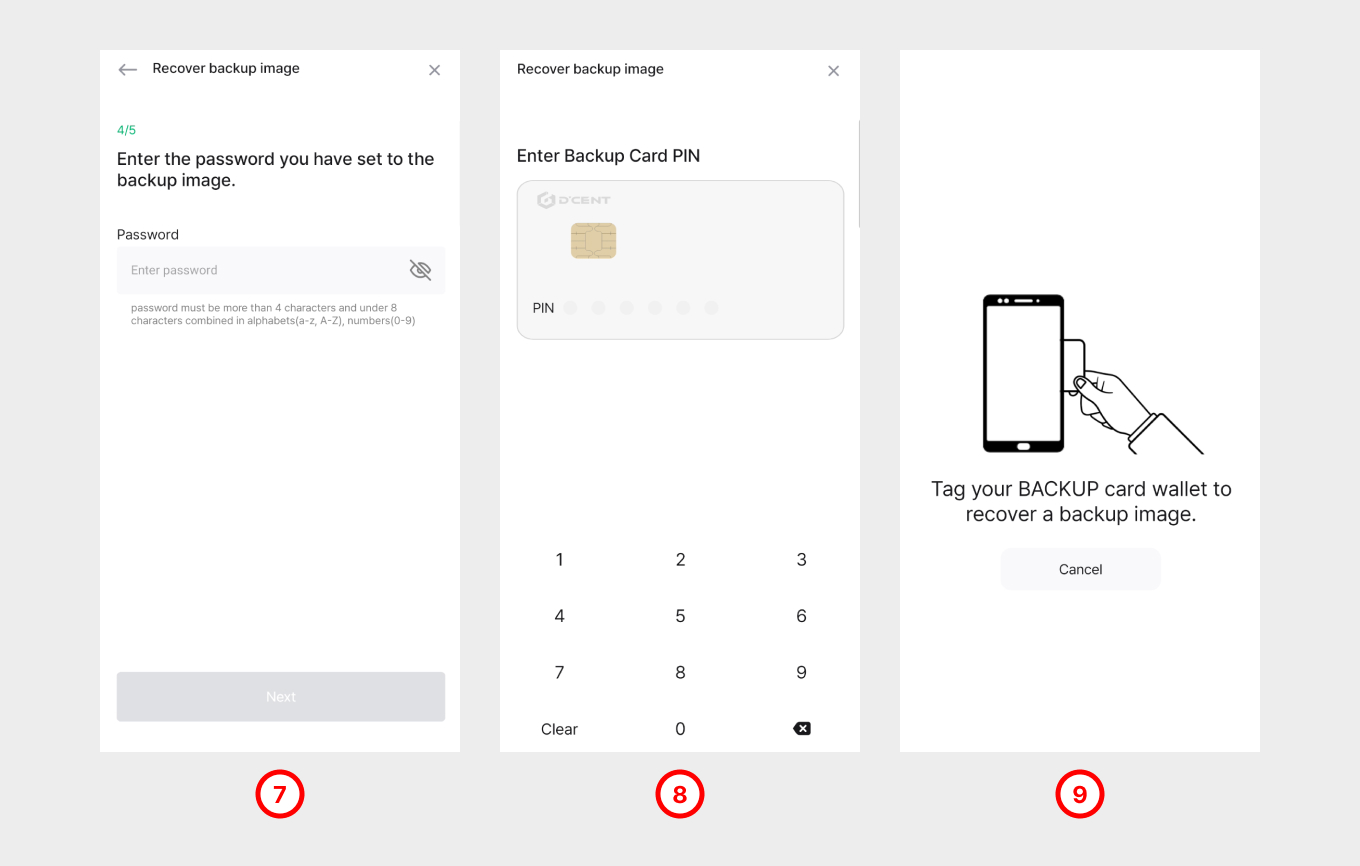 Recover backup image
4/5
Enter the password you have set to the
backup image.
Password
Enter password
password must be more than 4 characters and under 8
characters combined in alphabets(a-z, A-Z), numbers(0-9)
Next
7
Recover backup image
Enter Backup Card PIN
D'CENT
PIN
1 2 3
4 5 6
7 8 9
Clear 0
8
Tag your BACKUP card wallet to
recover a backup image.
Cancel
9